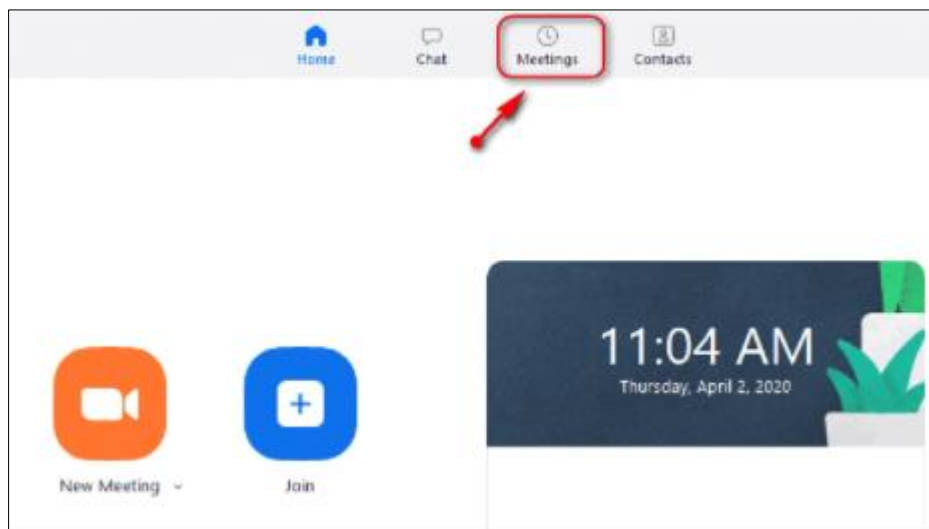 Home Chat Meetings Contacts
11:04 AM
Thursday, April 2, 2020
New Meeting Join